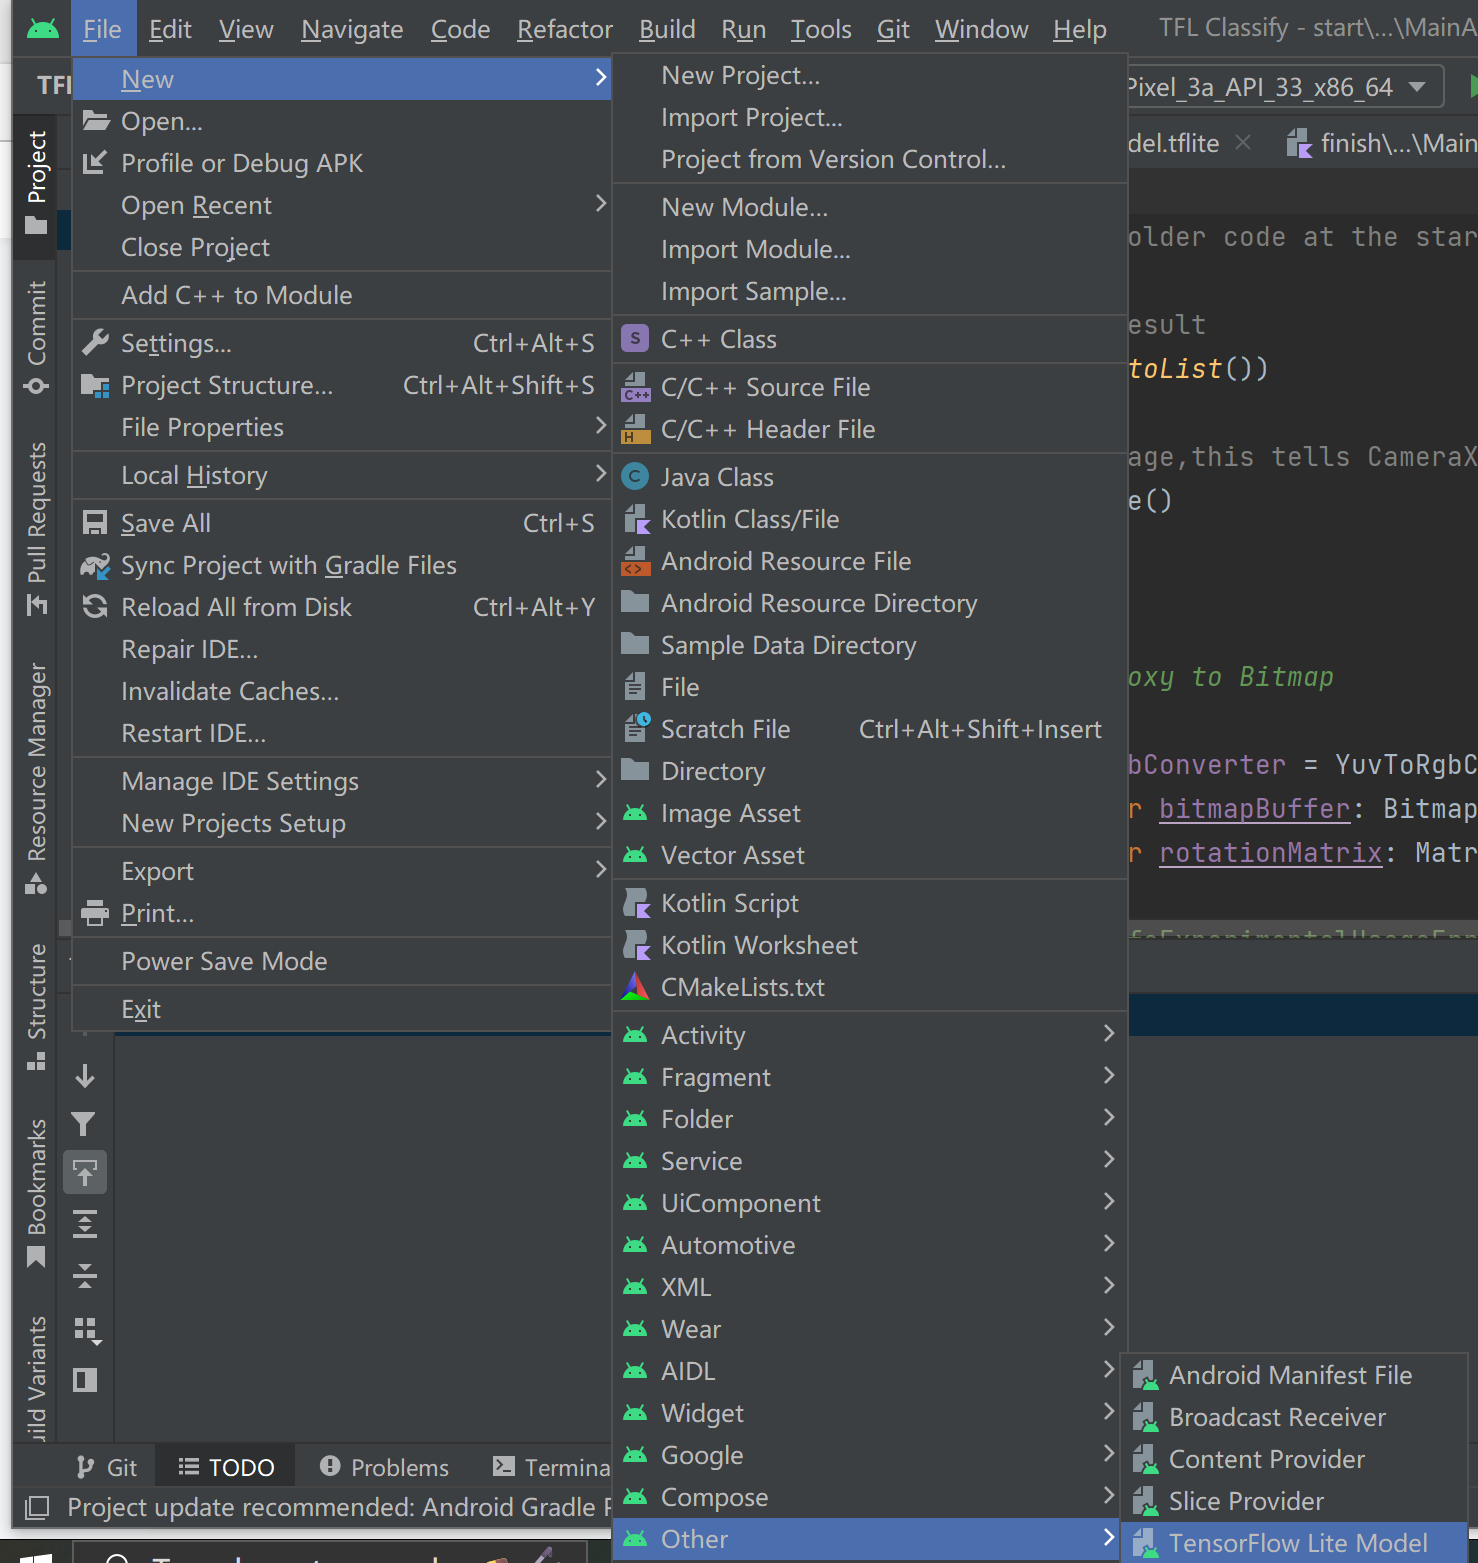 File Edit View Navigate Code Refactor Build Run Tools Git Window Help TFL Classify - start\...\MainA
TFL
Pixel_3a_API_33_x86_64
del.tflite finish\...\Main
Project
Commit
Pull Requests
Resource Manager
Structure
Bookmarks
uild Variants
New
Open...
Profile or Debug APK
Open Recent
Close Project
Add C++ to Module
Settings... Ctrl+Alt+S
Project Structure... Ctrl+Alt+Shift+S
File Properties
Local History
Save All Ctrl+S
Sync Project with Gradle Files
Reload All from Disk Ctrl+Alt+Y
Repair IDE...
Invalidate Caches...
Restart IDE...
Manage IDE Settings
New Projects Setup
Export
Print...
Power Save Mode
Exit
New Project...
Import Project...
Project from Version Control...
New Module...
Import Module...
Import Sample...
S C++ Class
C++ C/C++ Source File
H C/C++ Header File
C Java Class
Kotlin Class/File
Android Resource File
Android Resource Directory
Sample Data Directory
File
Scratch File Ctrl+Alt+Shift+Insert
Directory
Image Asset
Vector Asset
Kotlin Script
Kotlin Worksheet
CMakeLists.txt
Activity
Fragment
Folder
Service
UiComponent
Automotive
XML
Wear
AIDL
Widget
Google
Compose
Other
Android Manifest File
Broadcast Receiver
Content Provider
Slice Provider
TensorFlow Lite Model
older code at the star
esult
toList())
age,this tells CameraX
e()
oxy to Bitmap
bConverter = YuvToRgbC
r bitmapBuffer: Bitmap
r rotationMatrix: Matr
Git TODO Problems Termina
Project update recommended: Android Gradle P